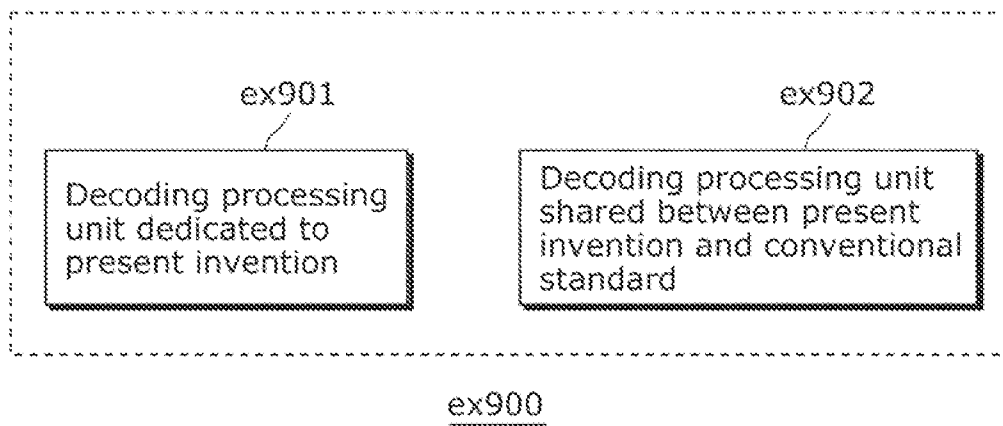 ex901
ex902
Decoding processing
unit dedicated to
present invention
Decoding processing unit
shared between present
invention and conventional
standard
ex900